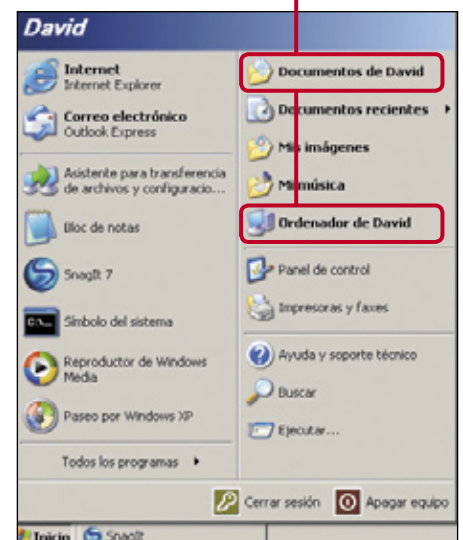 David
Internet
Internet Explorer
Correo electrónico
Outlook Express
Asistente para transferencia
de archivos y configuracio...
Bloc de notas
SnagIt 7
Símbolo del sistema
Reproductor de Windows
Media
Paseo por Windows XP
Todos los programas
Documentos de David
Documentos recientes
Mis imágenes
Mi música
Ordenador de David
Panel de control
Impresoras y faxes
Ayuda y soporte técnico
Buscar
Ejecutar...
Cerrar sesión
Apagar equipo
Inicio
SnagIt